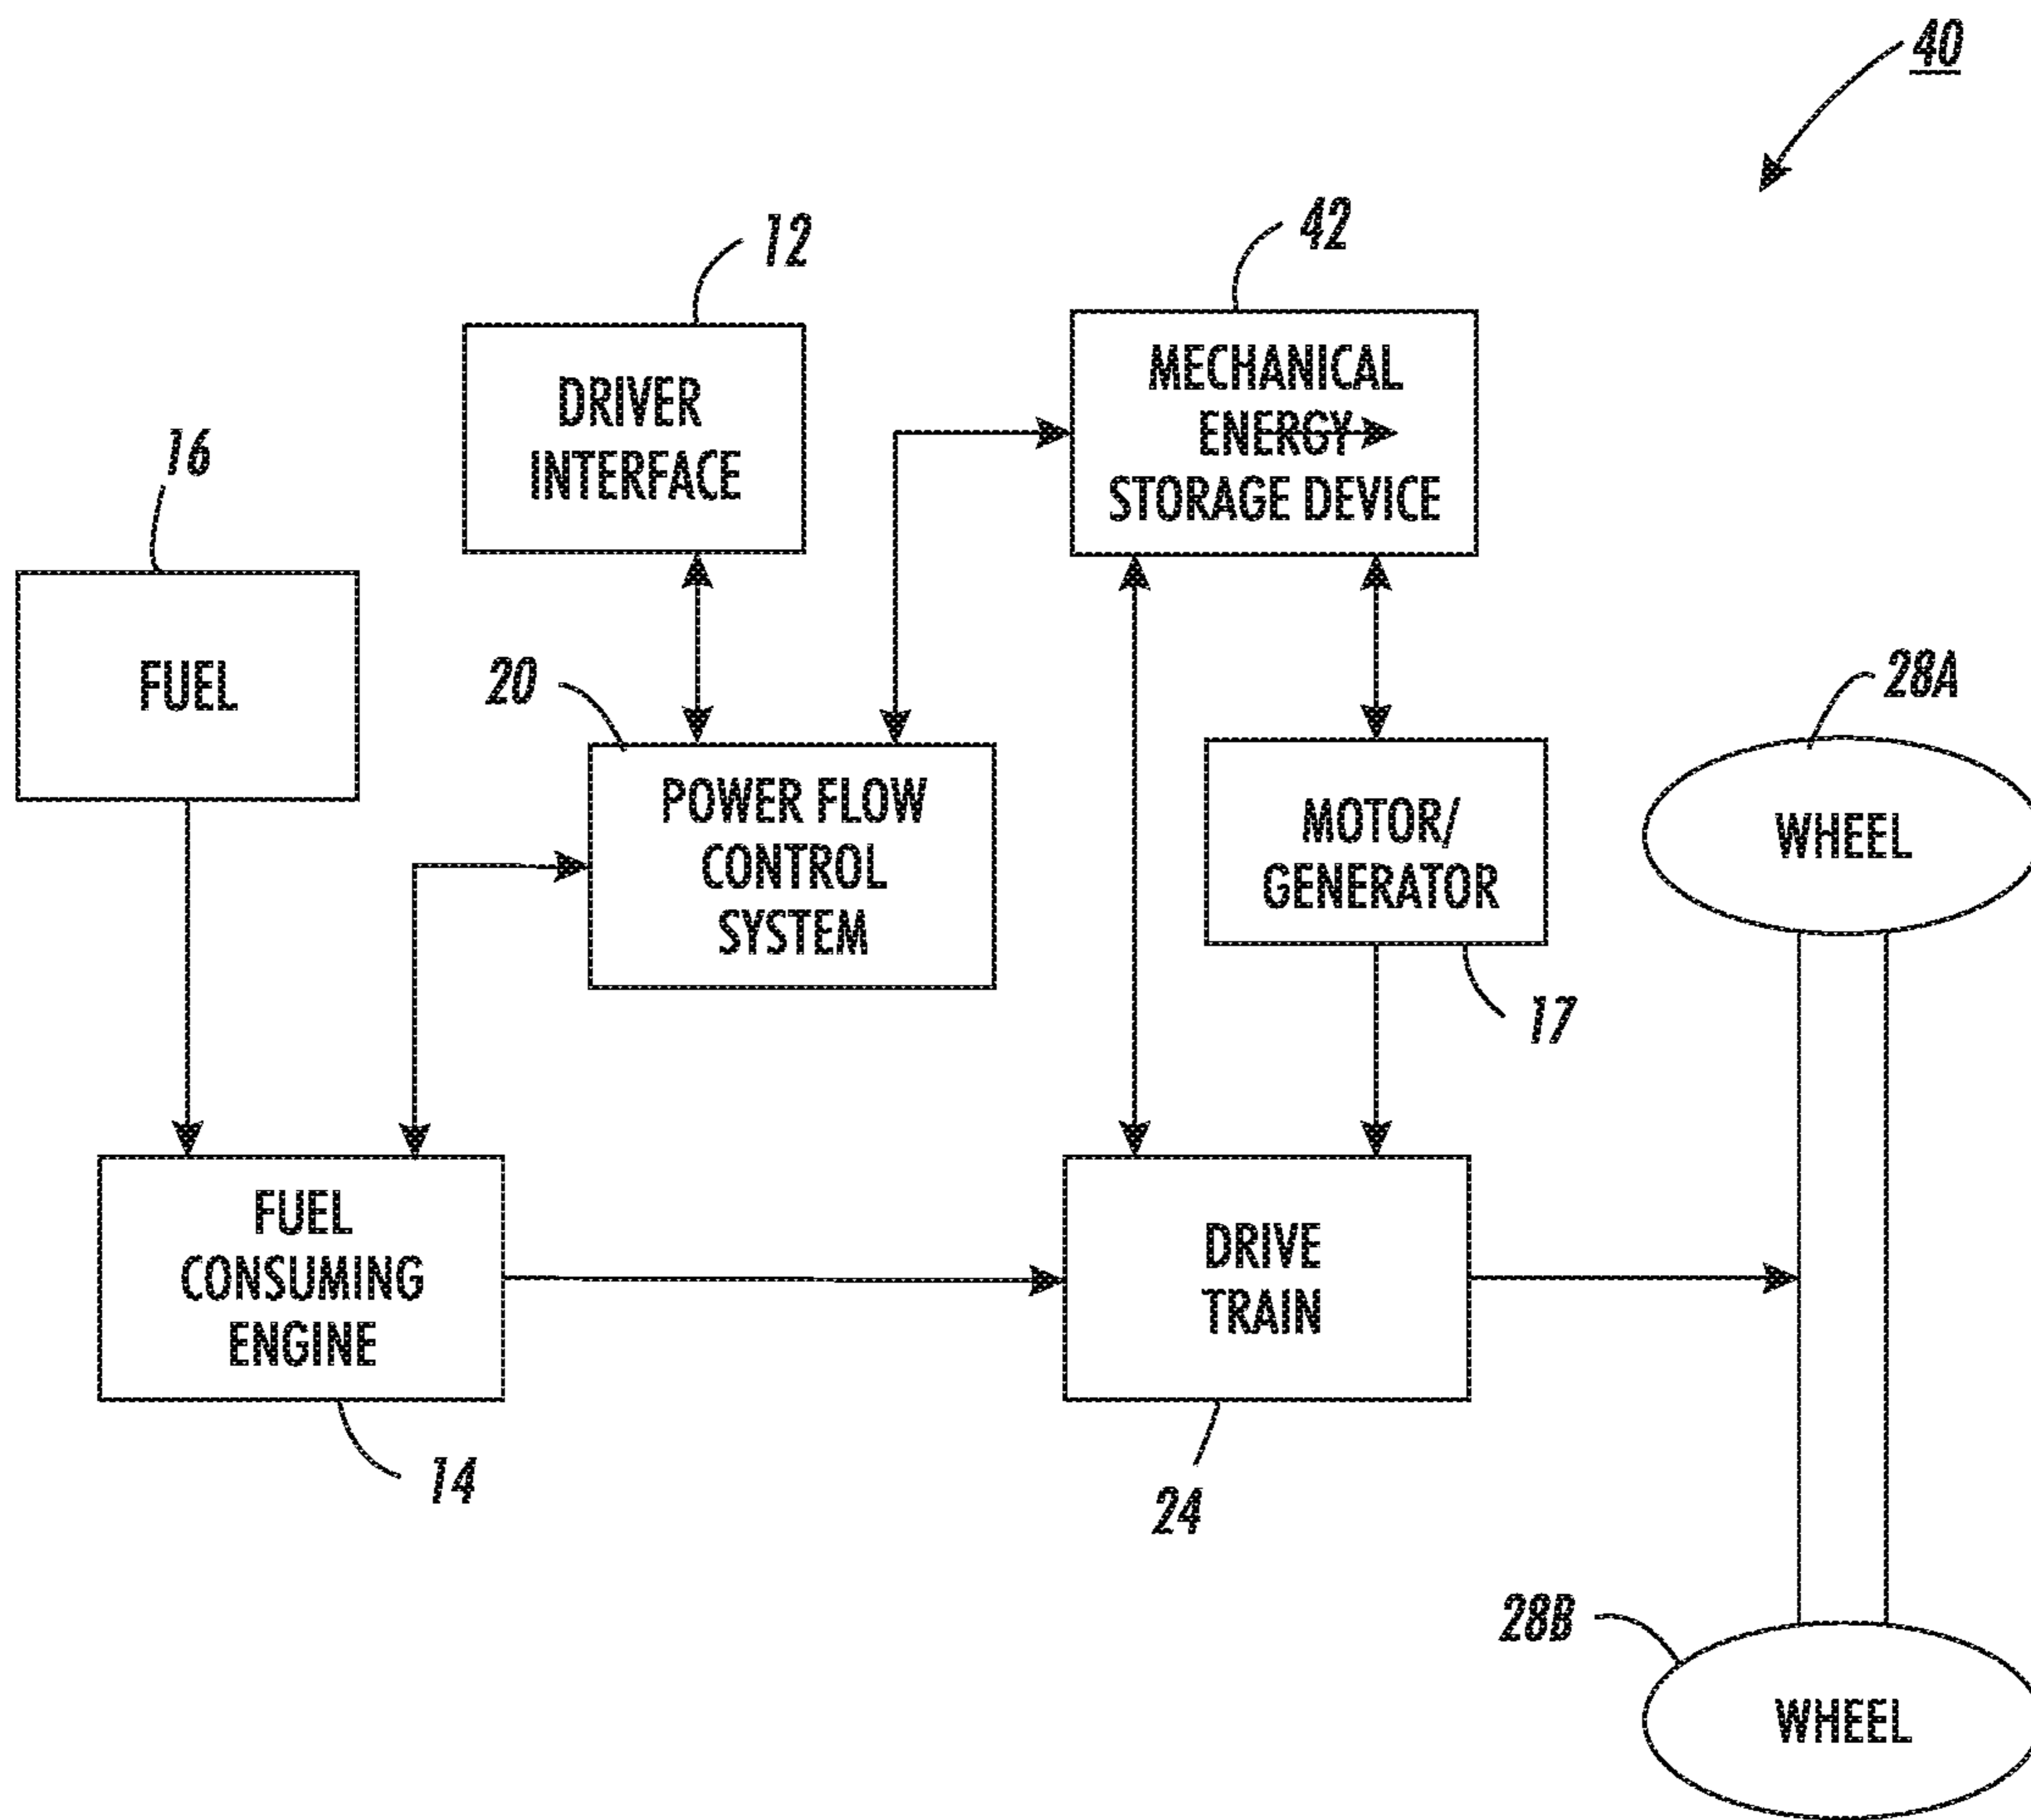 40
12
42
DRIVER
INTERFACE
MECHANICAL
ENERGY
STORAGE DEVICE
16
FUEL
20
28A
POWER FLOW
CONTROL
SYSTEM
MOTOR/
GENERATOR
WHEEL
17
FUEL
CONSUMING
ENGINE
DRIVE
TRAIN
14
24
28B
WHEEL